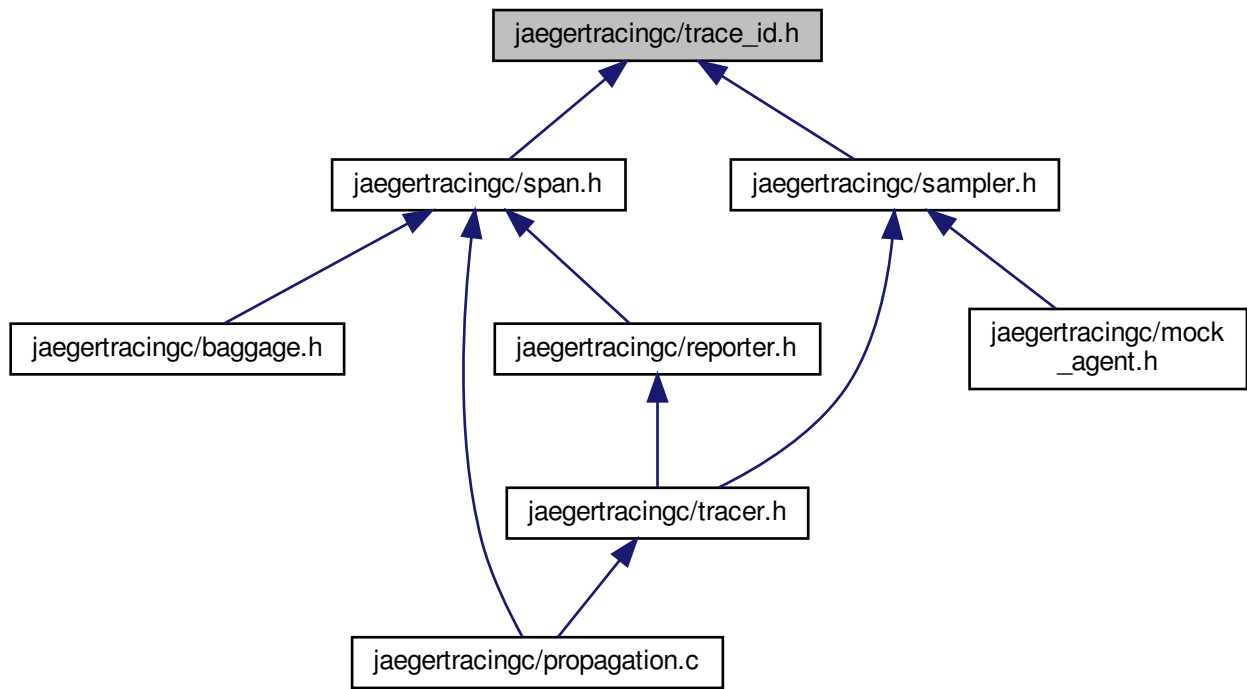 jaegertracingc/trace_id.h
jaegertracingc/span.h
jaegertracingc/sampler.h
jaegertracingc/baggage.h
jaegertracingc/reporter.h
jaegertracingc/mock
_agent.h
jaegertracingc/tracer.h
jaegertracingc/propagation.c